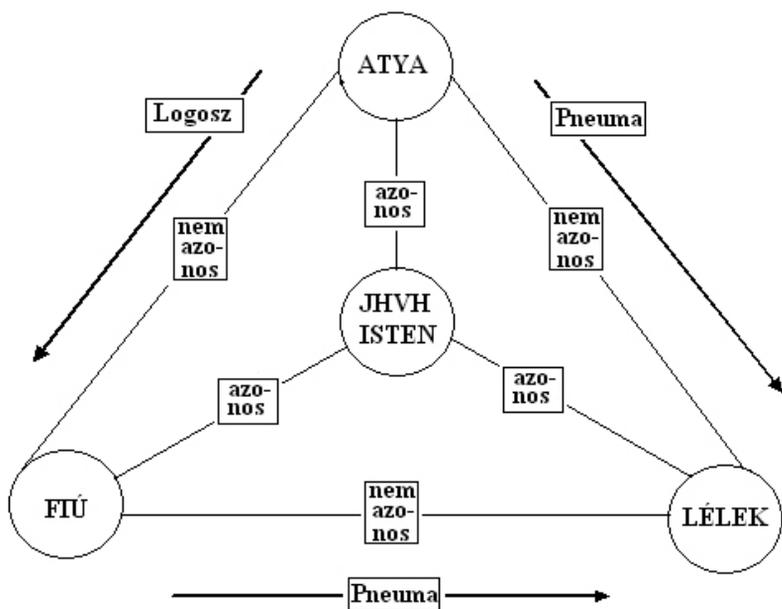 ATYA
Logosz
Pneuma
azo-
nos
nem
azo-
nos
nem
azo-
nos
JHVH
ISTEN
azo-
nos
azo-
nos
FIÚ
nem
azo-
nos
LÉLEK
Pneuma